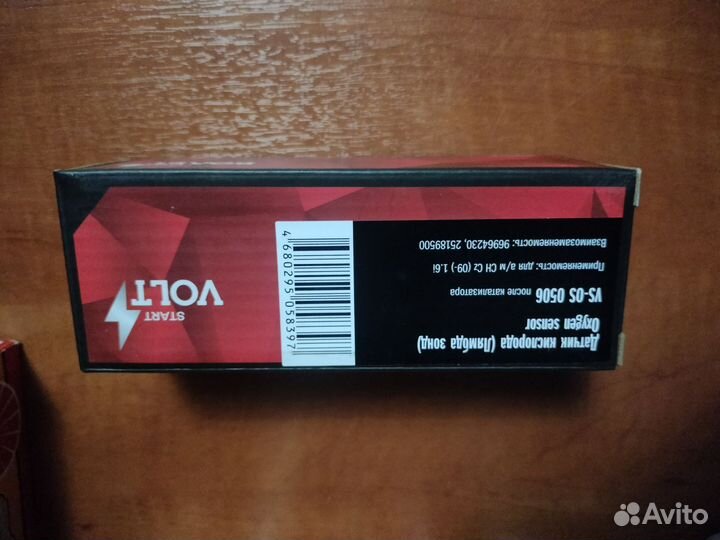 Датчик кислорода (Лямбда зонд)
Oxygen sensor
VS-OS 0506 после катализатора
Применяемость: для а/м CH Cz (09-) 1.6i
Взаимозаменяемость: 96964230, 25189500
START
VOLT
4680295058397
Avito